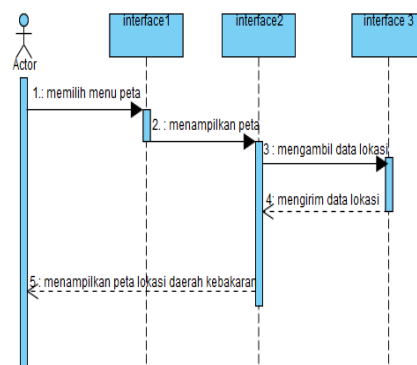 interface1
interface2
interface 3
Actor
1.: memilih menu peta
2. : menampilkan peta
3 : mengambil data lokasi
4: mengirim data lokasi
5.: menampilkan peta lokasi daerah kebakaran